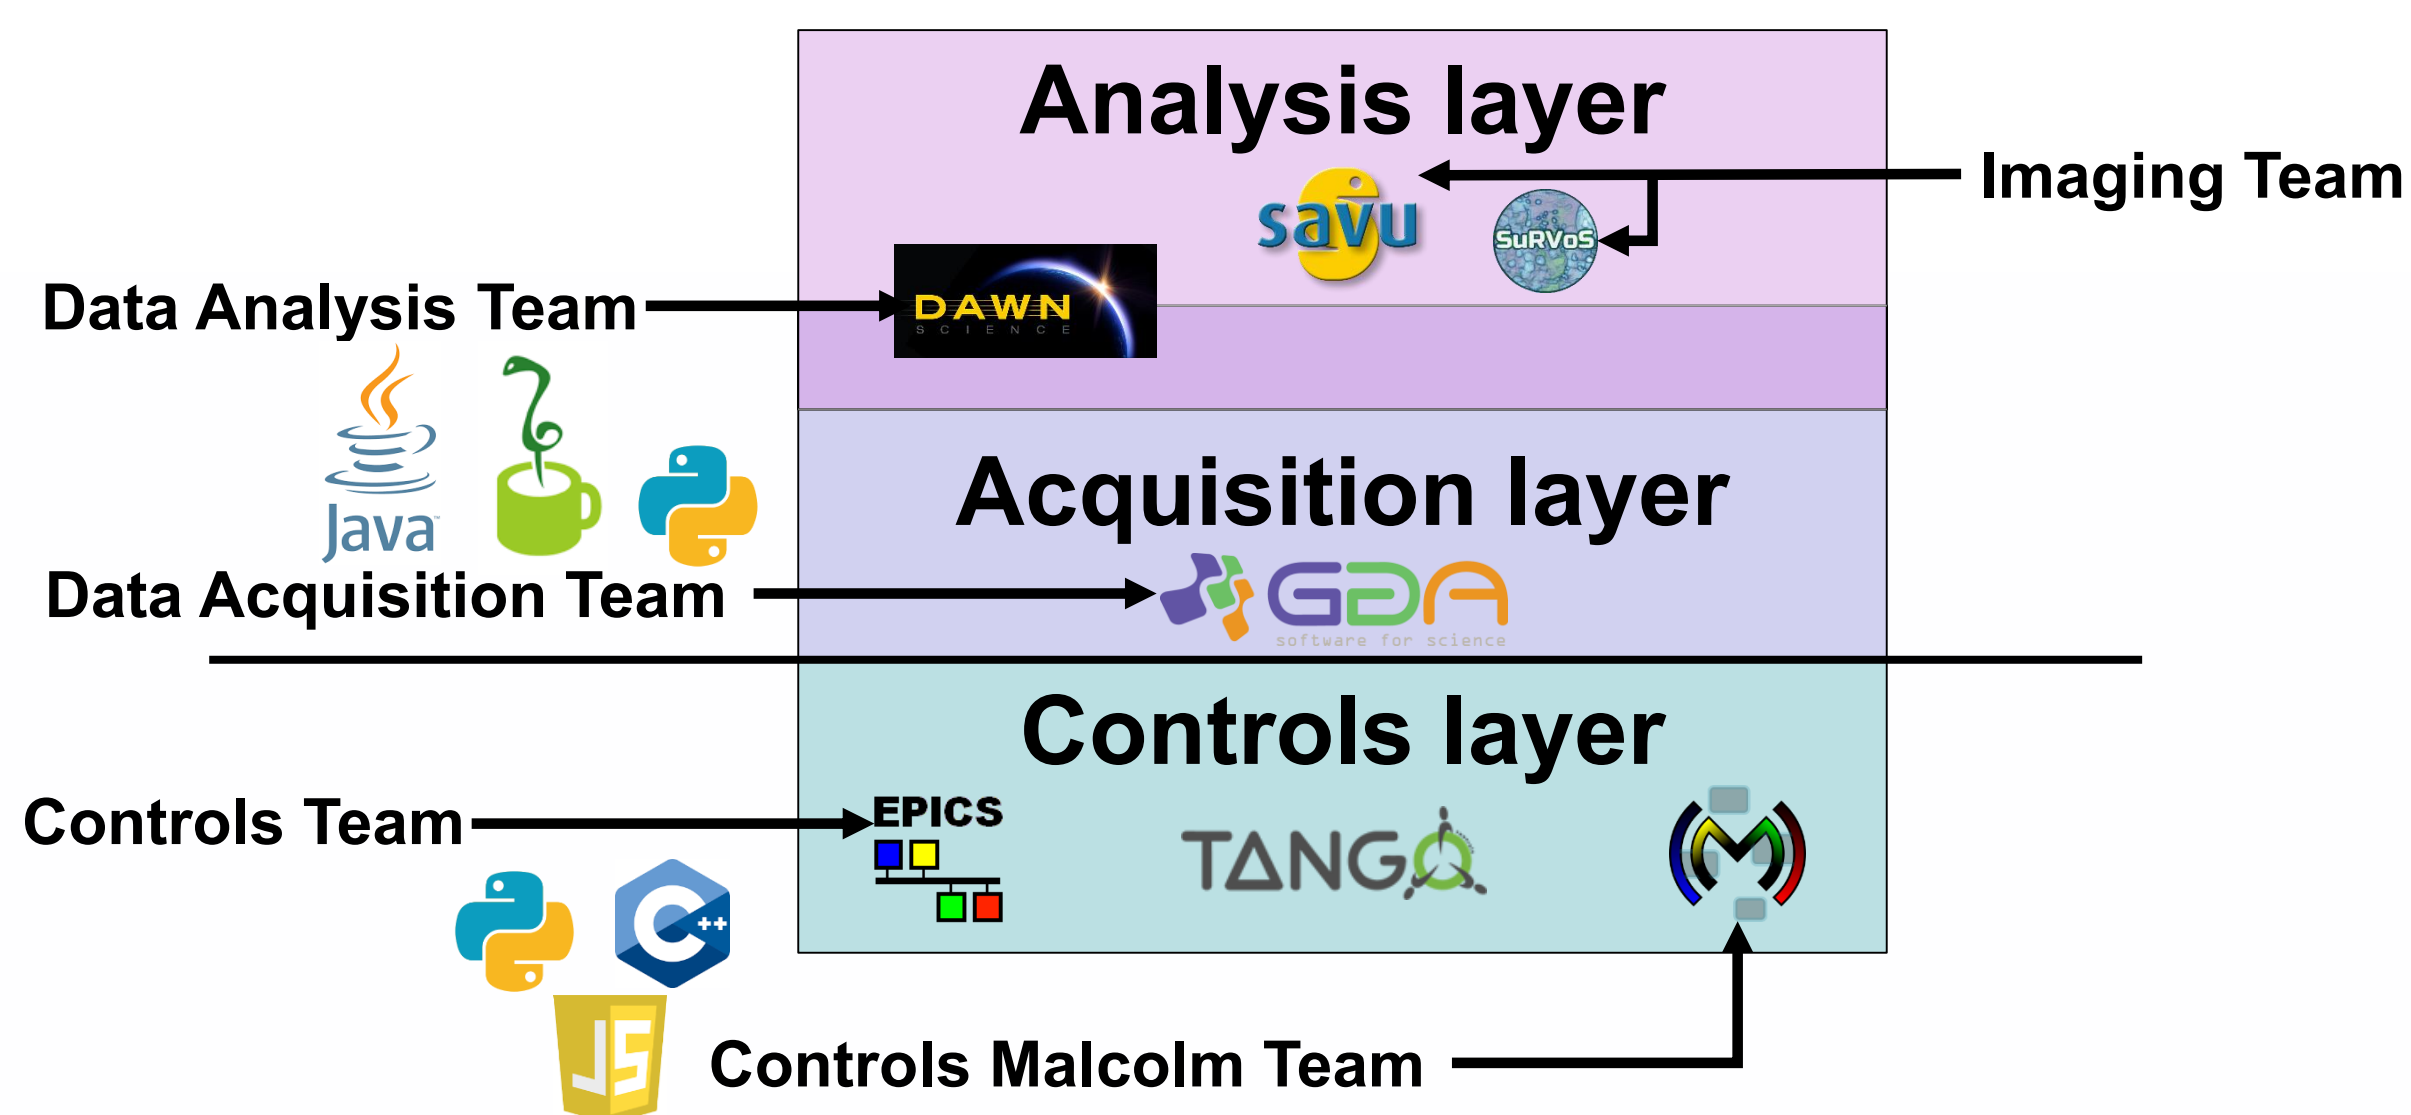 Analysis layer
Imaging Team
savu
SuRVoS
Data Analysis Team
DAWN
SCIENCE
Java™
Acquisition layer
Data Acquisition Team
GDA
software for science
Controls layer
Controls Team
EPICS
TANGO
M
C++
JS
Controls Malcolm Team